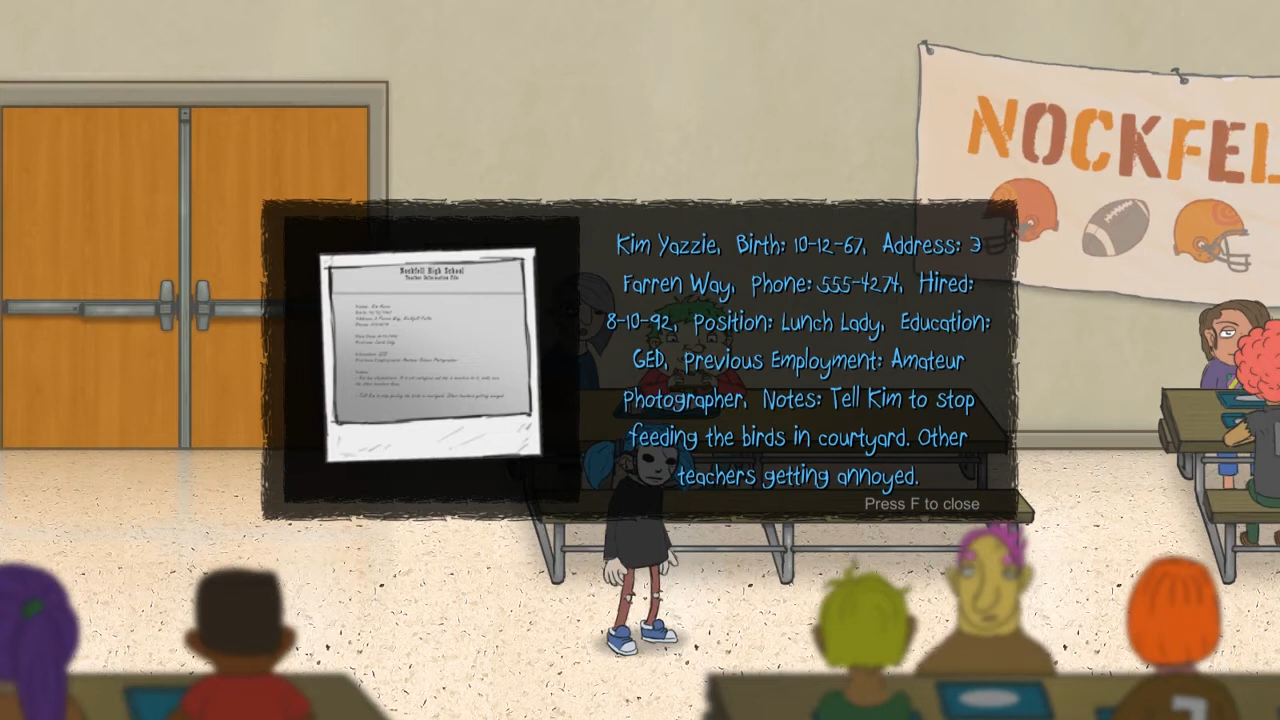 NOCKFEL
Nockfell High School
Teacher Information File
Kim Yazzie, Birth: 10-12-67, Address: 3
Farren Way, Phone: 555-4274, Hired:
8-10-92, Position: Lunch Lady, Education:
GED, Previous Employment: Amateur
Photographer, Notes: Tell Kim to stop
feeding the birds in courtyard. Other
teachers getting annoyed.
Press F to close